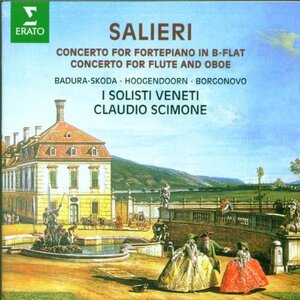 ERATO
SALIERI
CONCERTO FOR FORTEPIANO IN B-FLAT
CONCERTO FOR FLUTE AND OBOE
BADURA-SKODA - HOOGENDOORN - BORGONOVO
I SOLISTI VENETI
CLAUDIO SCIMONE